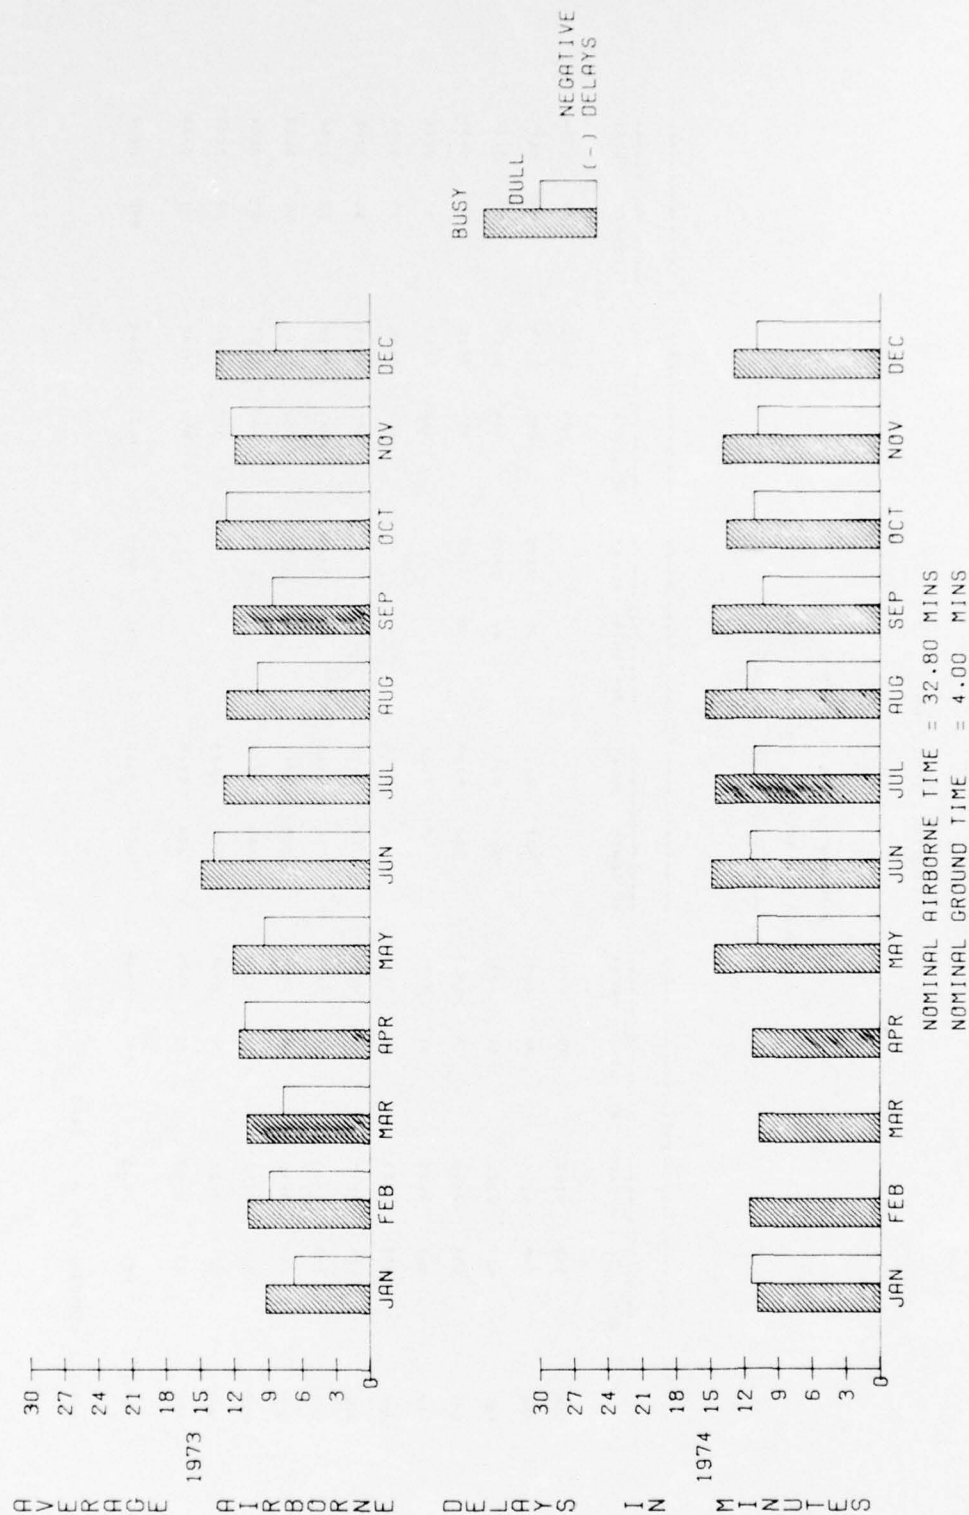 AVERAGE AIRBORNE DELAYS IN MINUTES
1973
30
27
24
21
18
15
12
9
6
3
0
JAN FEB MAR APR MAY JUN JUL AUG SEP OCT NOV DEC
1974
30
27
24
21
18
15
12
9
6
3
0
JAN FEB MAR APR MAY JUN JUL AUG SEP OCT NOV DEC
NOMINAL AIRBORNE TIME = 32.80 MINS
NOMINAL GROUND TIME = 4.00 MINS
BUSY
DULL
NEGATIVE
(-) DELAYS